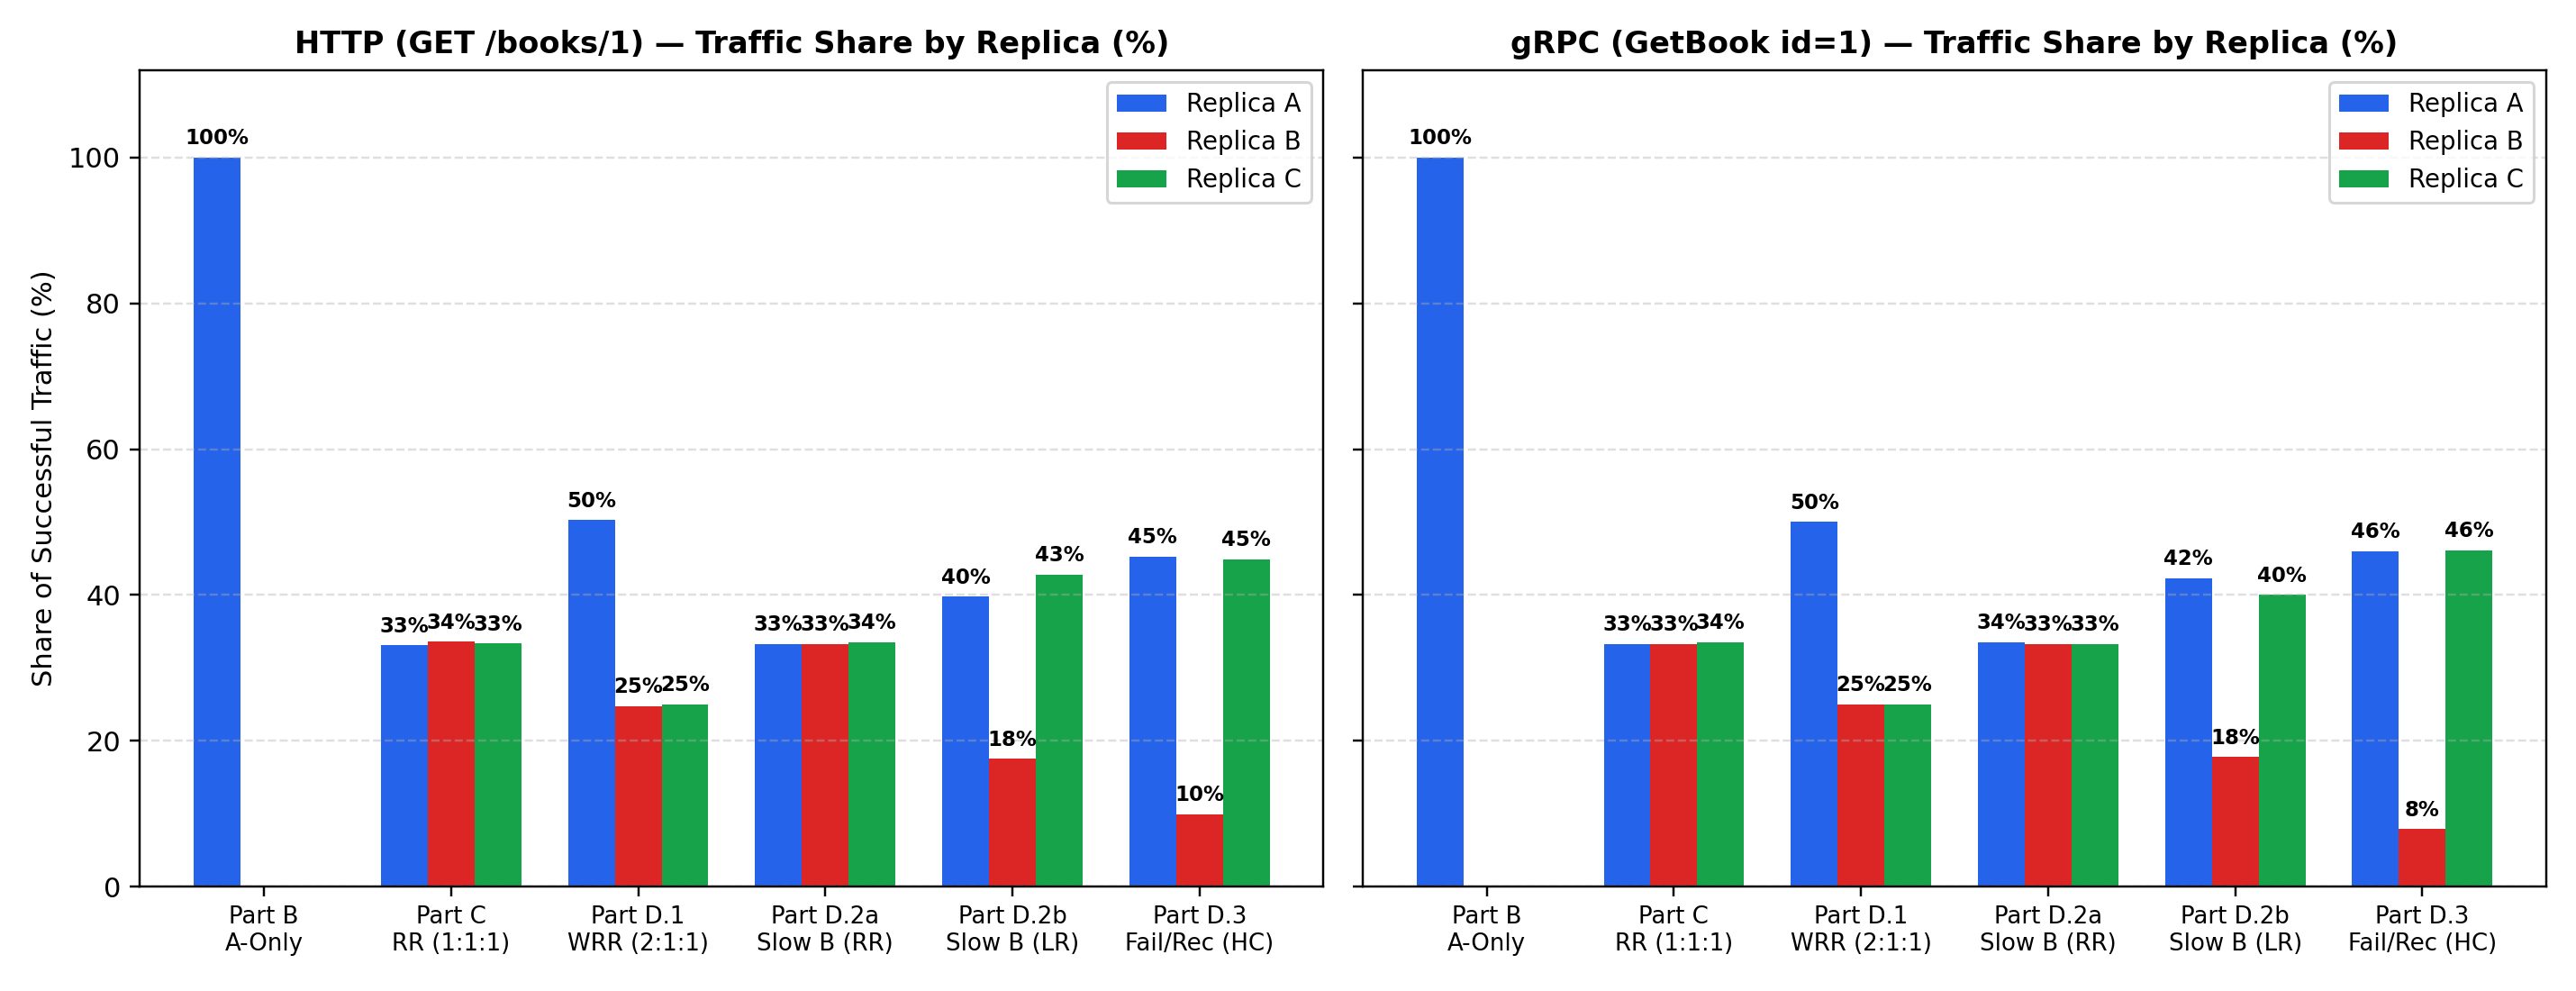 HTTP (GET /books/1) — Traffic Share by Replica (%)
Share of Successful Traffic (%)
100
80
60
40
20
0
Replica A
Replica B
Replica C
100%
33%
34%
33%
50%
25%
25%
33%
33%
34%
40%
18%
43%
45%
10%
45%
Part B
A-Only
Part C
RR (1:1:1)
Part D.1
WRR (2:1:1)
Part D.2a
Slow B (RR)
Part D.2b
Slow B (LR)
Part D.3
Fail/Rec (HC)
gRPC (GetBook id=1) — Traffic Share by Replica (%)
Replica A
Replica B
Replica C
100%
33%
33%
34%
50%
25%
25%
34%
33%
33%
42%
18%
40%
46%
8%
46%
Part B
A-Only
Part C
RR (1:1:1)
Part D.1
WRR (2:1:1)
Part D.2a
Slow B (RR)
Part D.2b
Slow B (LR)
Part D.3
Fail/Rec (HC)